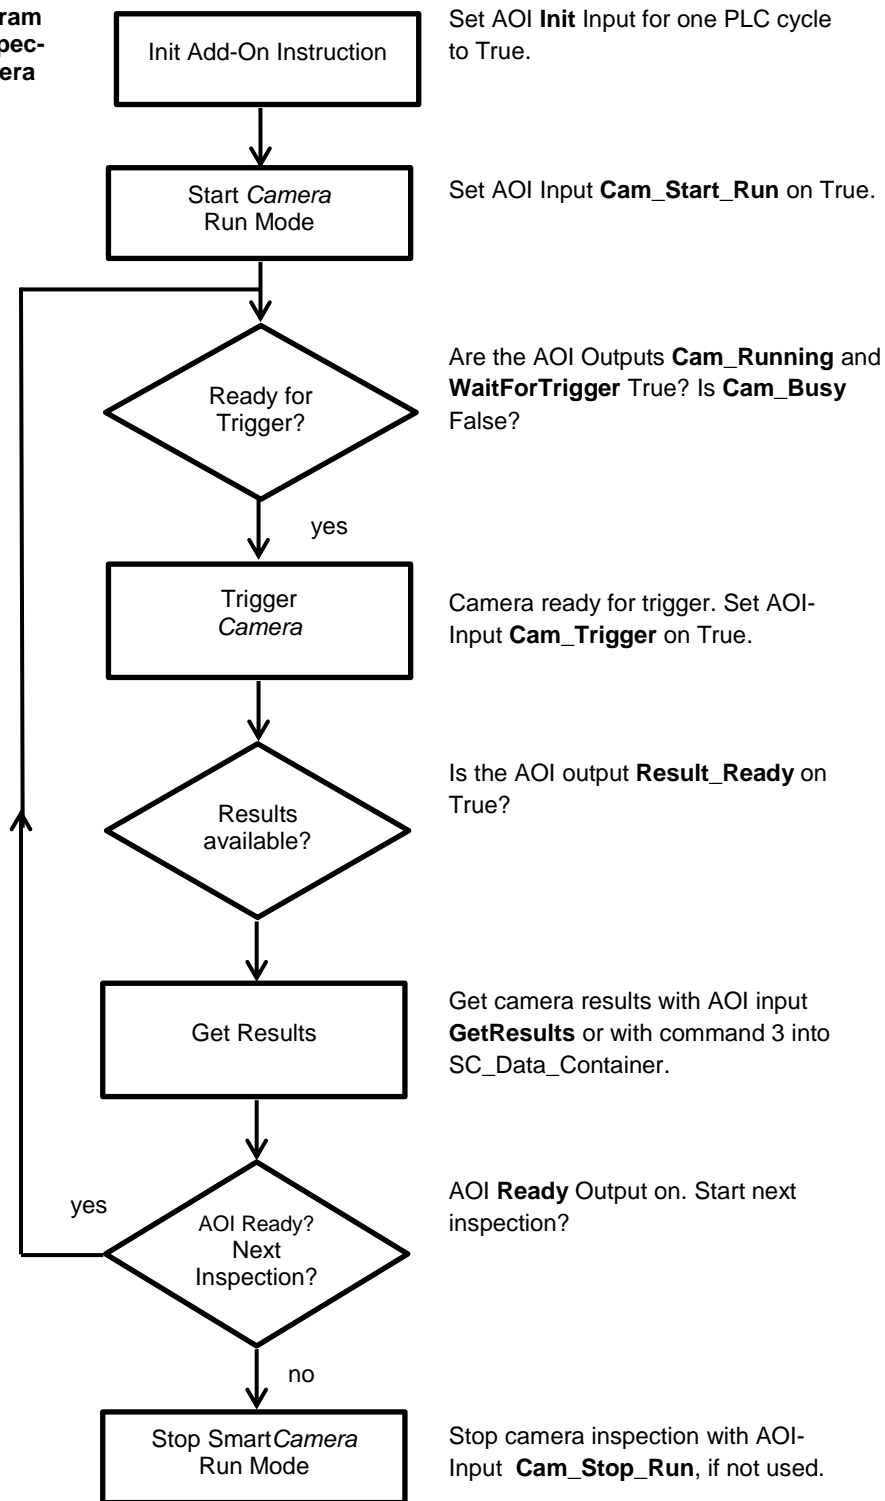 ram
pec-
era
Init Add-On Instruction
Set AOI Init Input for one PLC cycle
to True.
Start Camera
Run Mode
Set AOI Input Cam_Start_Run on True.
Ready for
Trigger?
Are the AOI Outputs Cam_Running and
WaitForTrigger True? Is Cam_Busy
False?
yes
Trigger
Camera
Camera ready for trigger. Set AOI-
Input Cam_Trigger on True.
Results
available?
Is the AOI output Result_Ready on
True?
Get Results
Get camera results with AOI input
GetResults or with command 3 into
SC_Data_Container.
yes
AOI Ready?
Next
Inspection?
AOI Ready Output on. Start next
inspection?
no
Stop SmartCamera
Run Mode
Stop camera inspection with AOI-
Input Cam_Stop_Run, if not used.